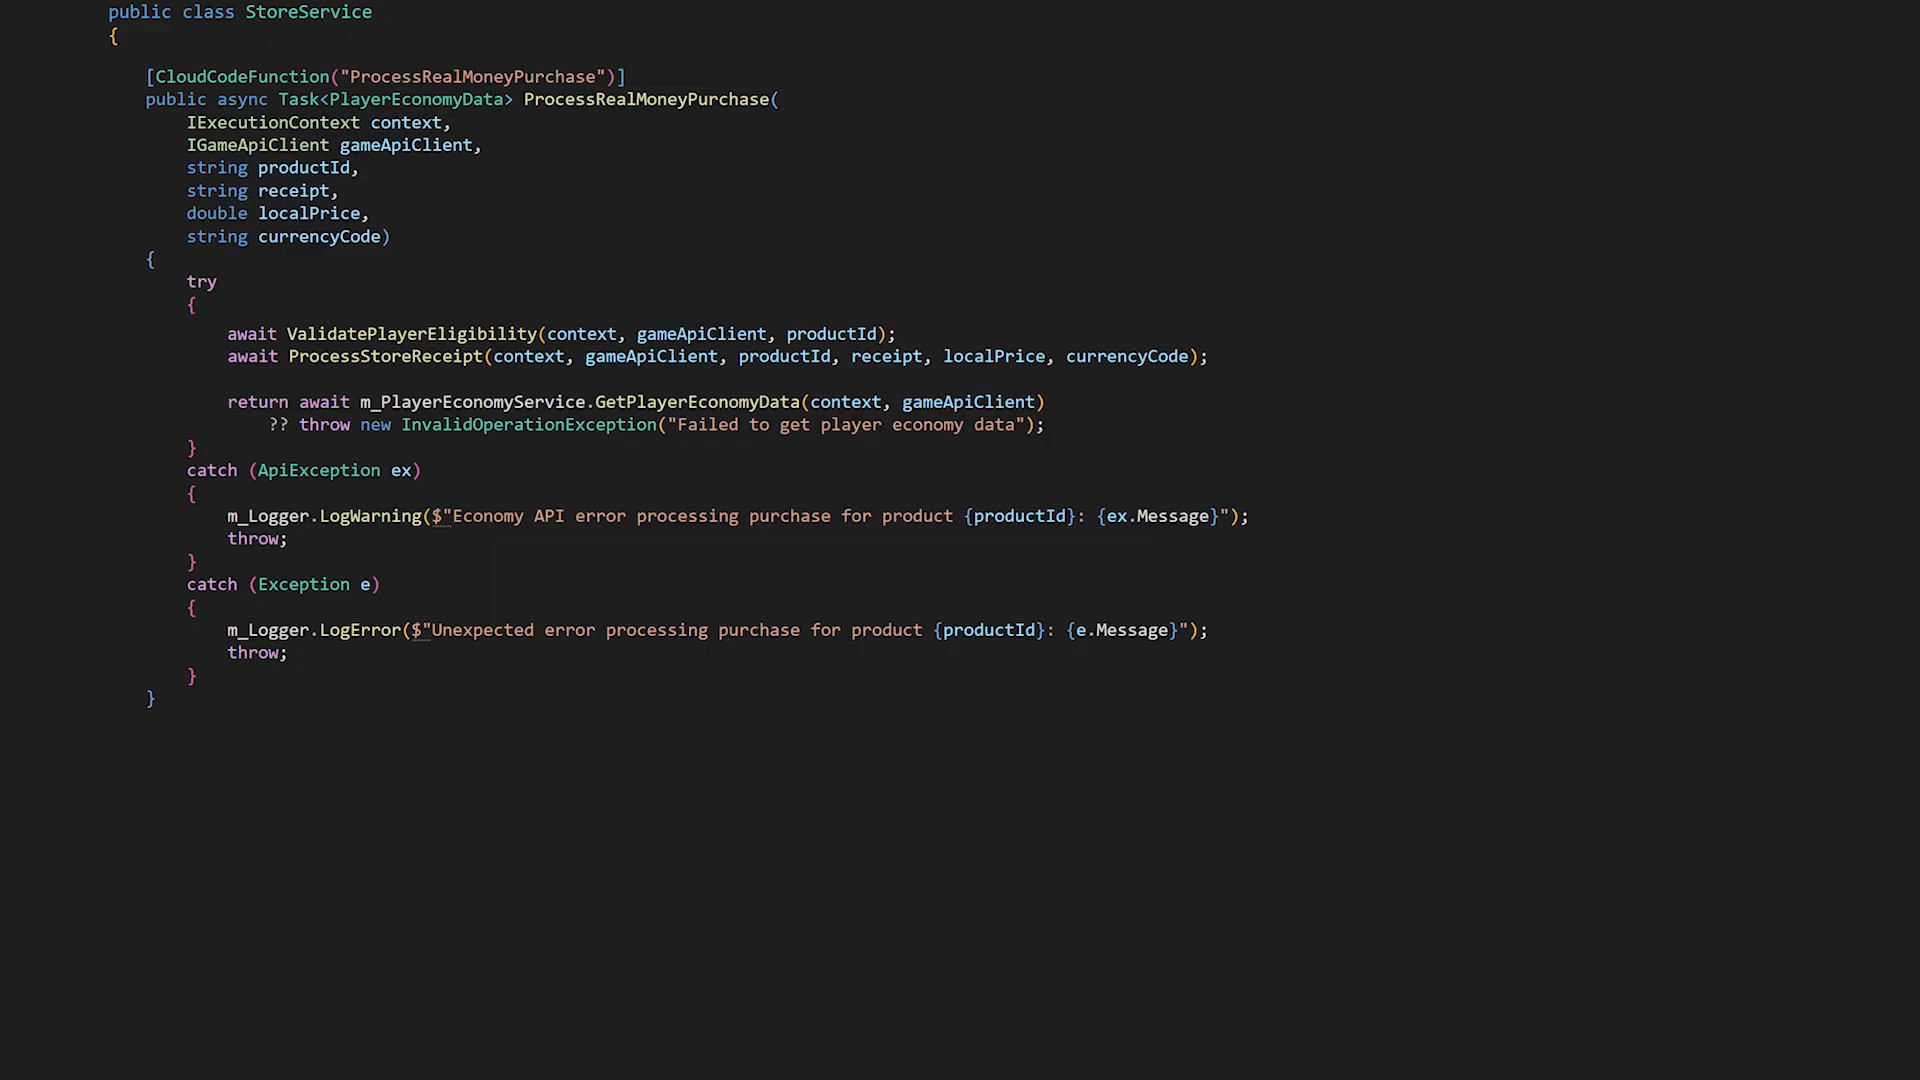 public class StoreService
{
[CloudCodeFunction("ProcessRealMoneyPurchase")]
public async Task<PlayerEconomyData> ProcessRealMoneyPurchase(
IExecutionContext context,
IGameApiClient gameApiClient,
string productId,
string receipt,
double localPrice,
string currencyCode)
{
try
{
await ValidatePlayerEligibility(context, gameApiClient, productId);
await ProcessStoreReceipt(context, gameApiClient, productId, receipt, localPrice, currencyCode);
return await m_PlayerEconomyService.GetPlayerEconomyData(context, gameApiClient)
?? throw new InvalidOperationException("Failed to get player economy data");
}
catch (ApiException ex)
{
m_Logger.LogWarning($"Economy API error processing purchase for product {productId}: {ex.Message}");
throw;
}
catch (Exception e)
{
m_Logger.LogError($"Unexpected error processing purchase for product {productId}: {e.Message}");
throw;
}
}